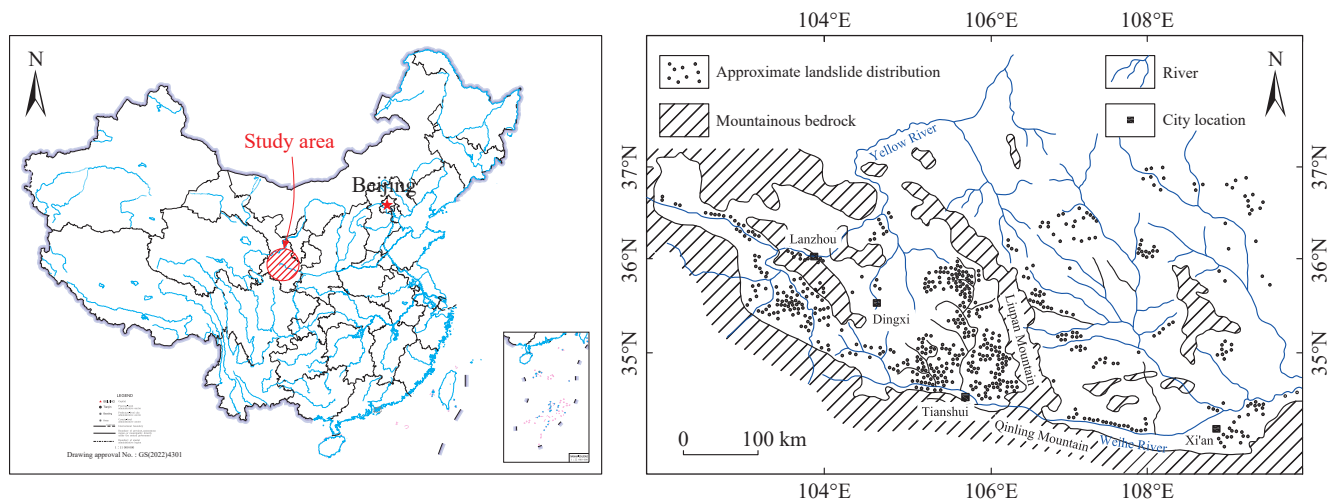 N
Study area
Beijing
LEGEND
Drawing approval No. : GS(2022)4301
104°E
106°E
108°E
Approximate landslide distribution
River
N
Mountainous bedrock
City location
Yellow River
37°N
37°N
Lanzhou
36°N
36°N
Dingxi
Liupan Mountain
35°N
35°N
Tianshui
Qinling Mountain
Weihe River
Xi'an
0
100 km
104°E
106°E
108°E